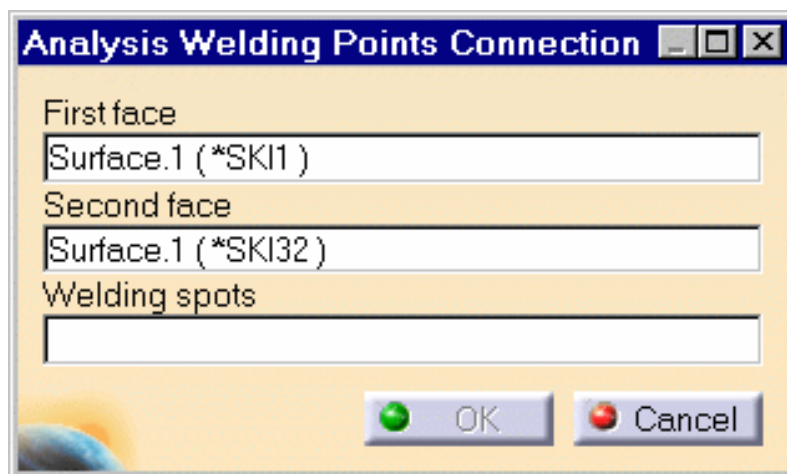 Analysis Welding Points Connection
First face
Surface.1 ( *SKI1 )
Second face
Surface.1 ( *SKI32 )
Welding spots
OK Cancel